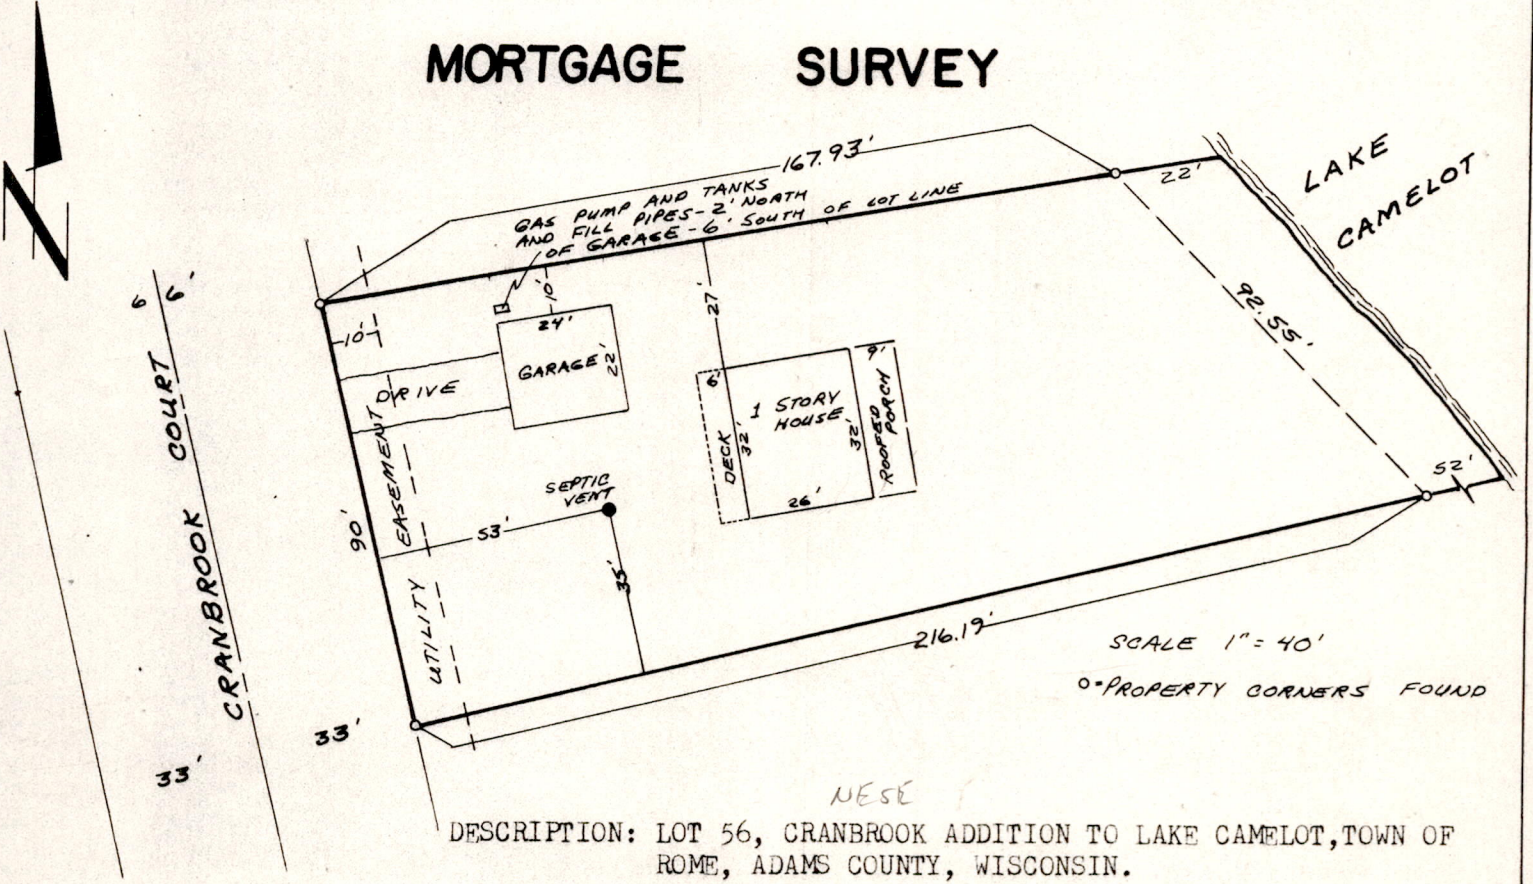 MORTGAGE SURVEY
N
167.93'
22'
LAKE
CAMELOT
GAS PUMP AND TANKS
AND FILL PIPES - 2' NORTH
OF GARAGE - 6' SOUTH OF LOT LINE
6 6'
10'
10'
24'
22'
GARAGE
DRIVE
27'
92.55'
6'
9'
1 STORY
HOUSE
DECK
32'
32'
ROOFED
PORCH
26'
CRANBROOK COURT
90'
UTILITY EASEMENT
SEPTIC
VENT
53'
35'
52'
216.19'
SCALE 1" = 40'
O - PROPERTY CORNERS FOUND
33'
33'
NESE
DESCRIPTION: LOT 56, CRANBROOK ADDITION TO LAKE CAMELOT, TOWN OF
ROME, ADAMS COUNTY, WISCONSIN.